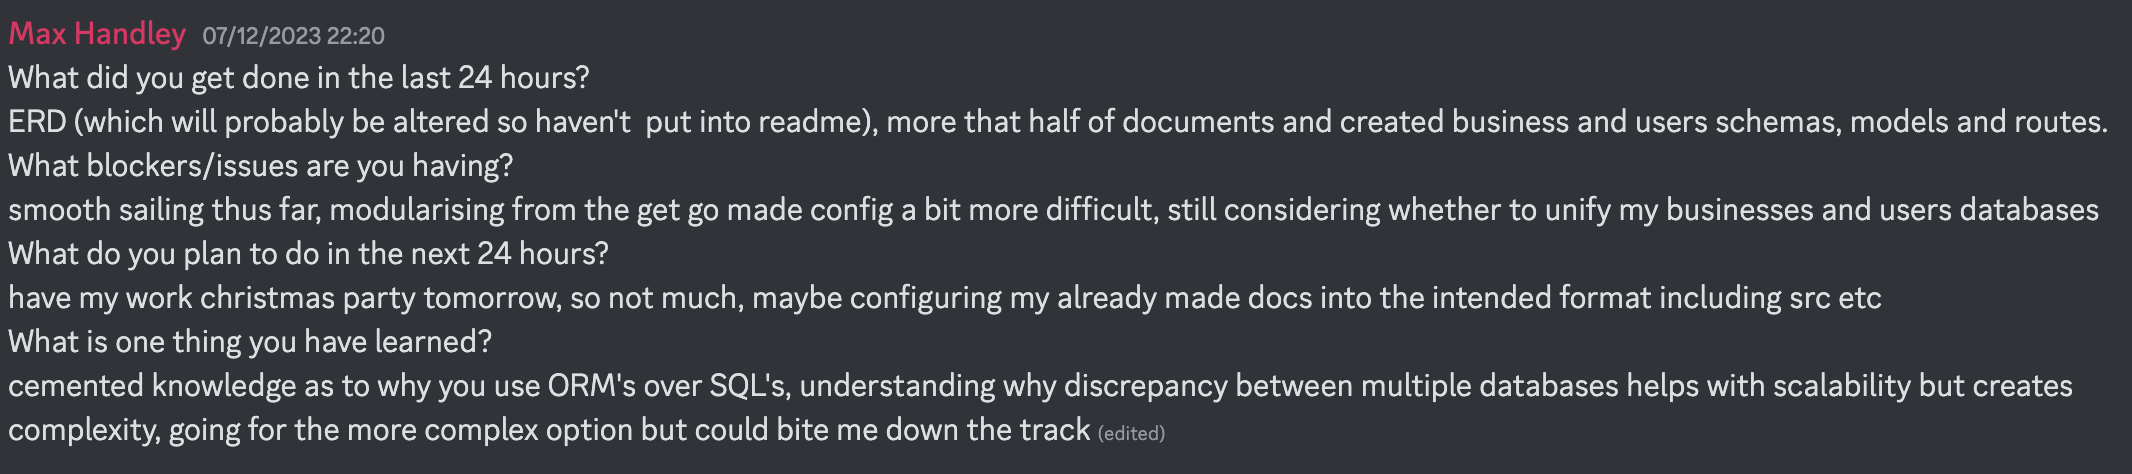 Max Handley 07/12/2023 22:20
What did you get done in the last 24 hours?
ERD (which will probably be altered so haven't  put into readme), more that half of documents and created business and users schemas, models and routes.
What blockers/issues are you having?
smooth sailing thus far, modularising from the get go made config a bit more difficult, still considering whether to unify my businesses and users databases
What do you plan to do in the next 24 hours?
have my work christmas party tomorrow, so not much, maybe configuring my already made docs into the intended format including src etc
What is one thing you have learned?
cemented knowledge as to why you use ORM's over SQL's, understanding why discrepancy between multiple databases helps with scalability but creates
complexity, going for the more complex option but could bite me down the track (edited)